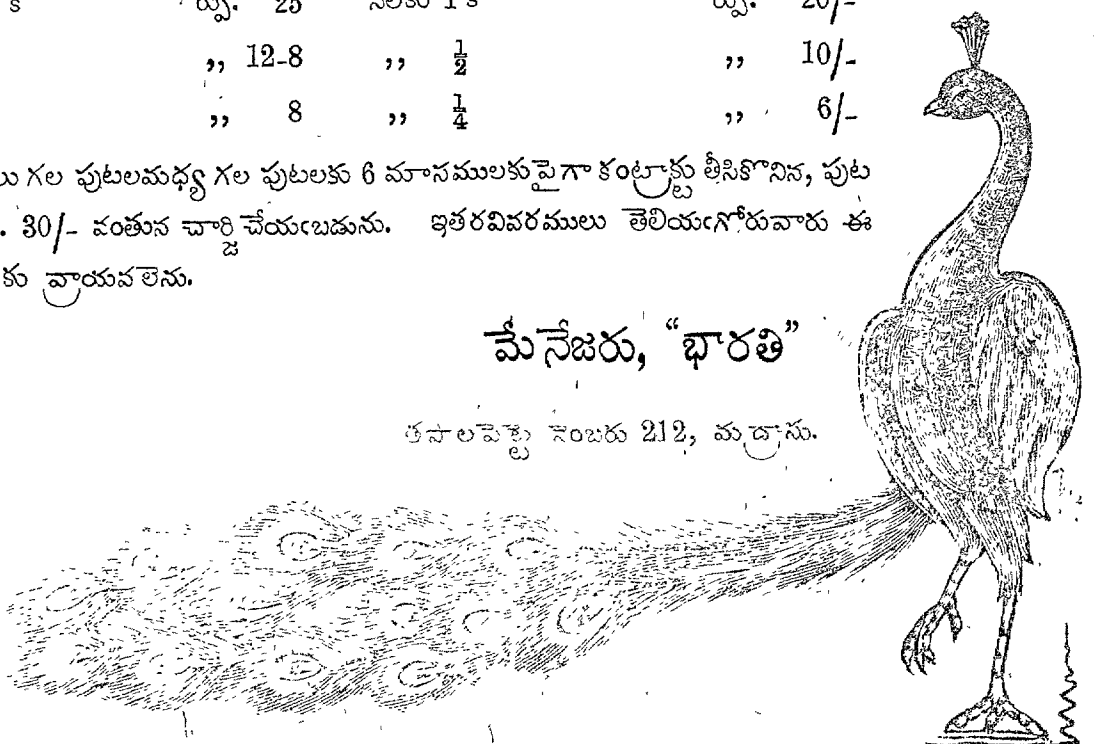 క ర్పు. 25 నెలకు 1 కి ర్పు. 20/-
,, 12-8 ,, ½ ,, 10/-
,, 8 ,, ¼ ,, 6/-
లు గల పుటలమధ్య గల పుటలకు 6 మాసములకుపైగా కంట్రాక్టు తీసికొనిన, పుట
. 30/- వంతున చార్జి చేయఁబడును. ఇతరవివరములు తెలియఁగోరువారు ఈ
కు వ్రాయవలెను.
మేనేజరు, “భారతి”
తపాలపెట్టె నెంబరు 212, మద్రాసు.